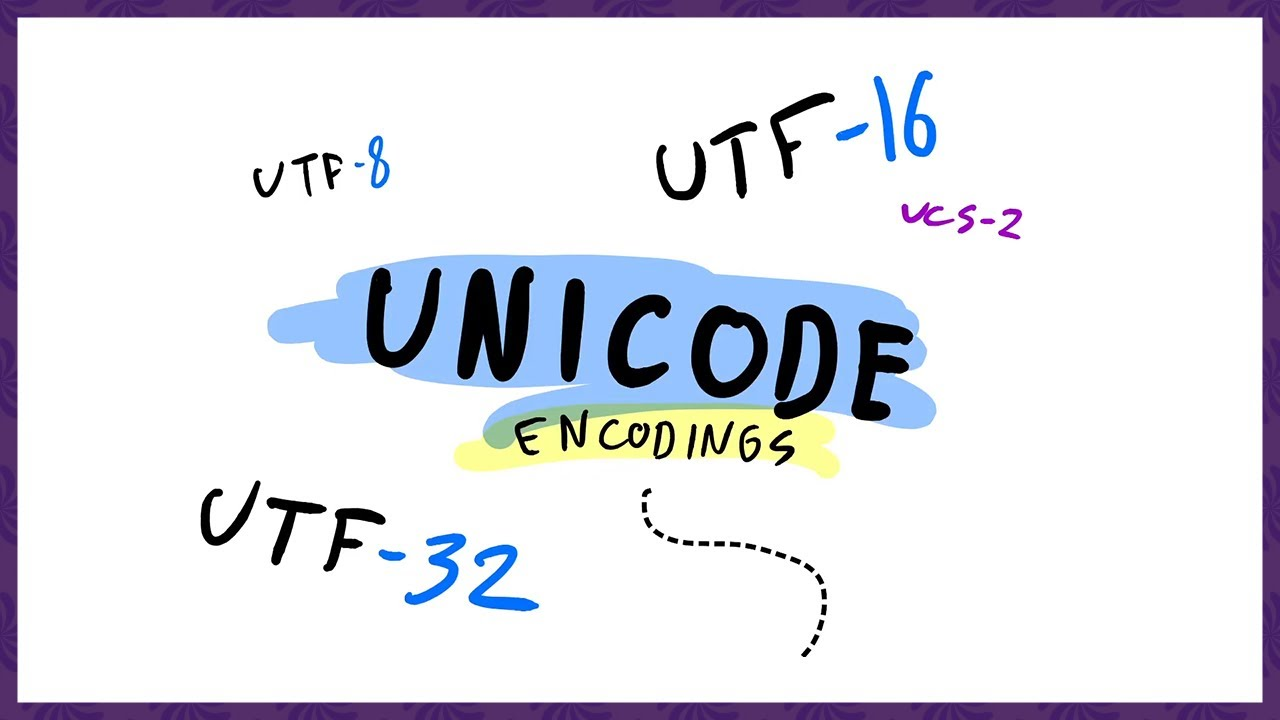 UTF-8
UTF-16
UCS-2
UNICODE
ENCODINGS
UTF-32